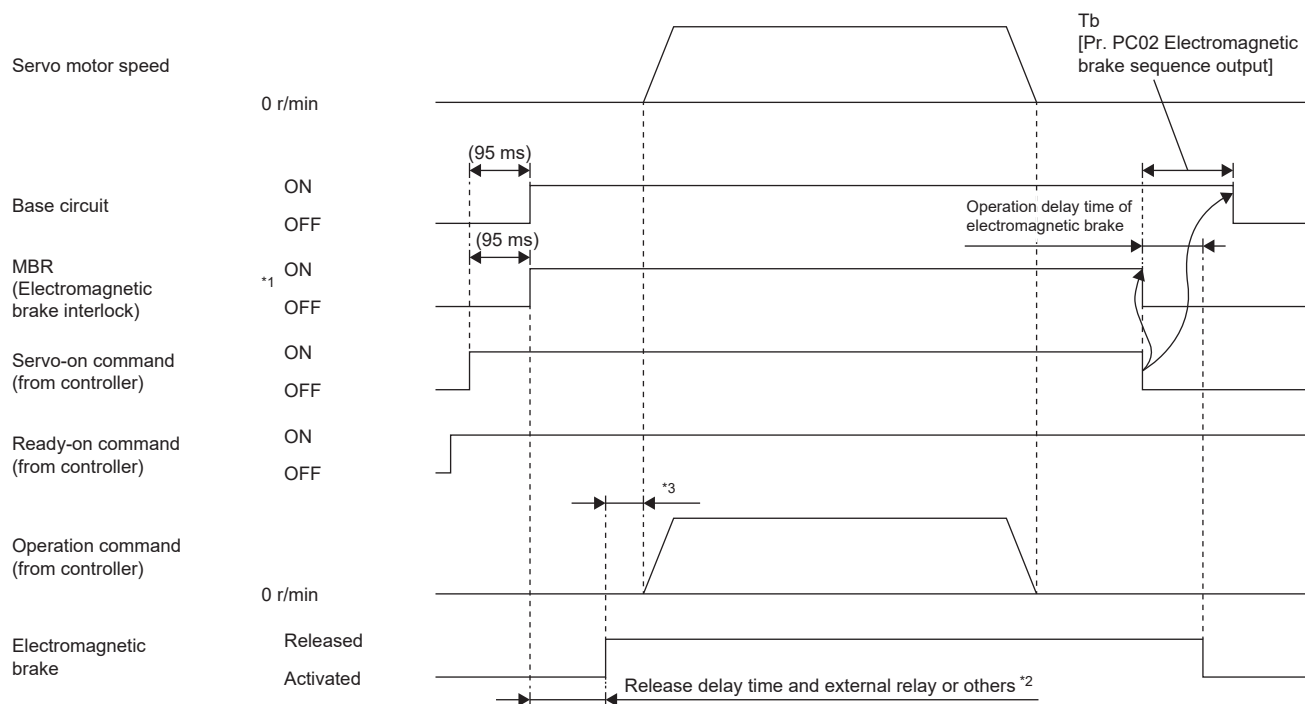 Tb
[Pr. PC02 Electromagnetic
brake sequence output]
Servo motor speed
0 r/min
(95 ms)
Base circuit
ON
OFF
Operation delay time of
electromagnetic brake
(95 ms)
MBR
(Electromagnetic
brake interlock)
*1
ON
OFF
Servo-on command
(from controller)
ON
OFF
Ready-on command
(from controller)
ON
OFF
*3
Operation command
(from controller)
0 r/min
Electromagnetic
brake
Released
Activated
Release delay time and external relay or others *2